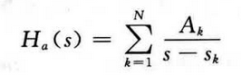 $H_a(s) = \sum_{k=1}^{N} \frac{A_k}{s - s_k}$